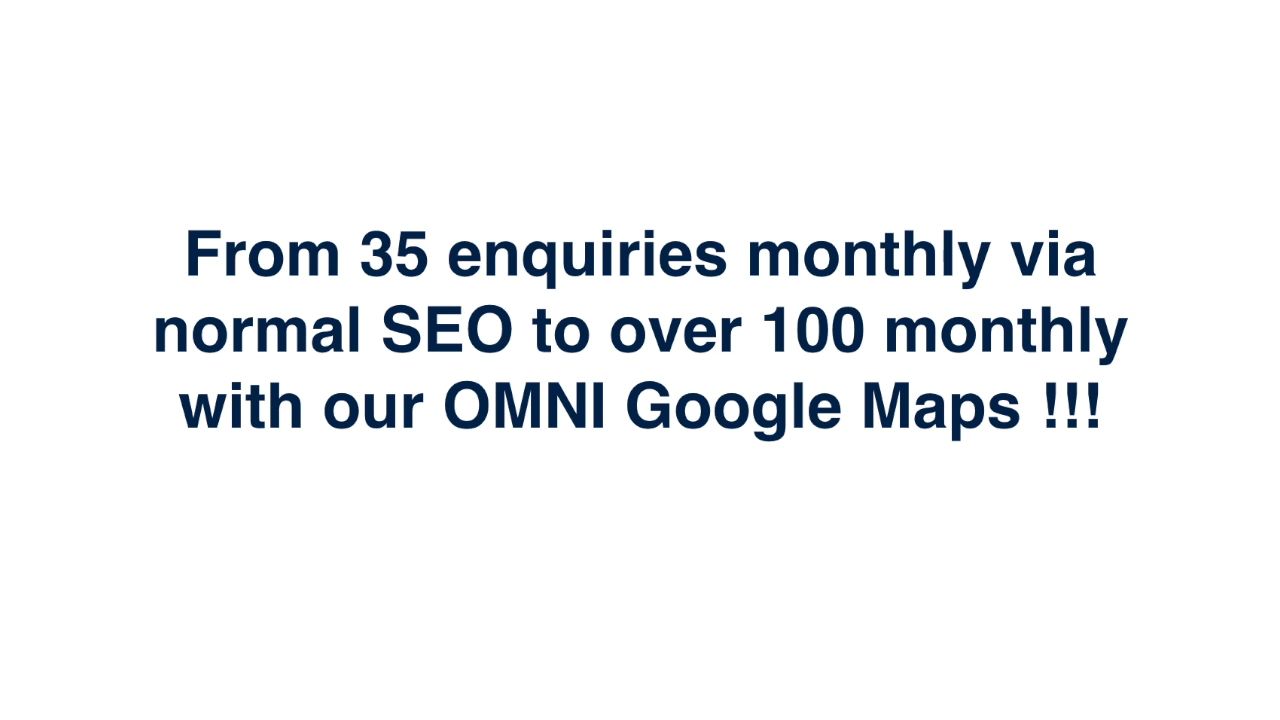 From 35 enquiries monthly via
normal SEO to over 100 monthly
with our OMNI Google Maps !!!